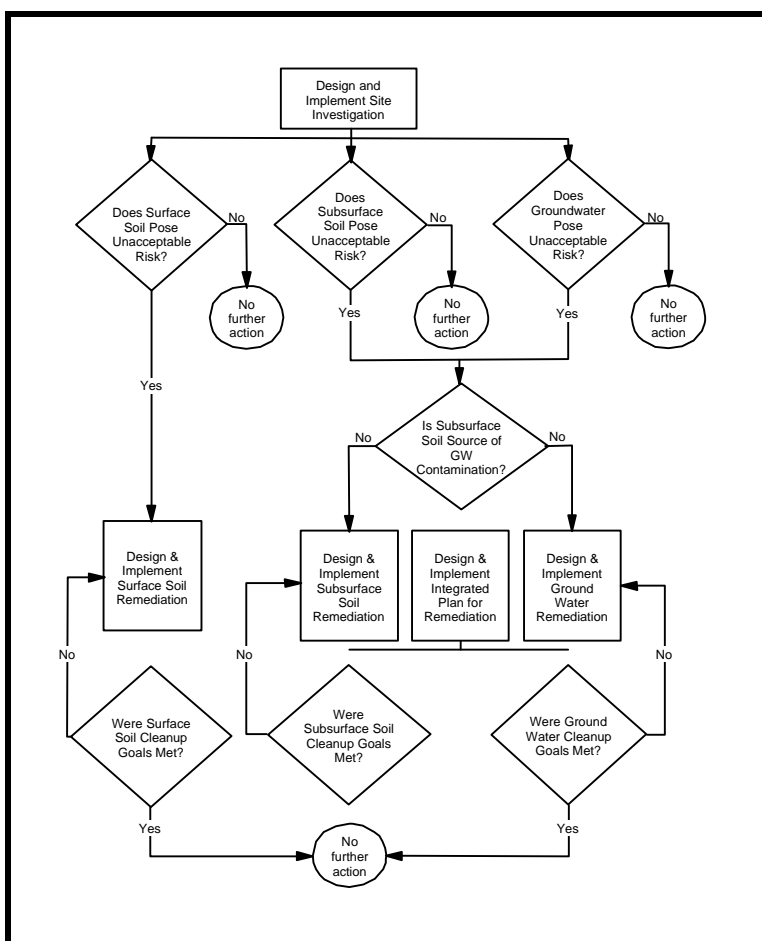 Design and
Implement Site
Investigation
Does Surface
Soil Pose
Unacceptable
Risk?
No
No
further
action
Yes
Does
Subsurface
Soil Pose
Unacceptable
Risk?
No
No
further
action
Yes
Does
Groundwater
Pose
Unacceptable
Risk?
No
No
further
action
Yes
Is Subsurface
Soil Source of
GW
Contamination?
No
No
Design &
Implement
Surface Soil
Remediation
Design &
Implement
Subsurface
Soil
Remediation
Design &
Implement
Integrated
Plan for
Remediation
Design &
Implement
Ground
Water
Remediation
No
No
No
Were Surface
Soil Cleanup
Goals Met?
Were
Subsurface Soil
Cleanup Goals
Met?
Were Ground
Water Cleanup
Goals Met?
Yes
Yes
No
further
action